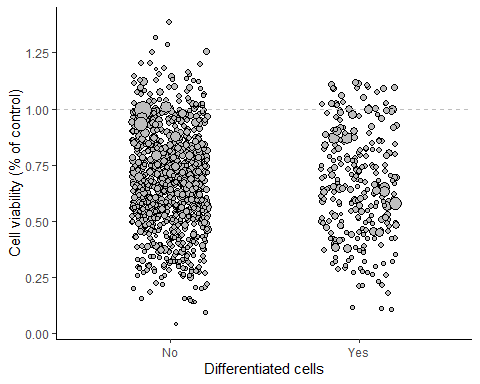 Cell viability (% of control)
1.25
1.00
0.75
0.50
0.25
0.00
No
Yes
Differentiated cells